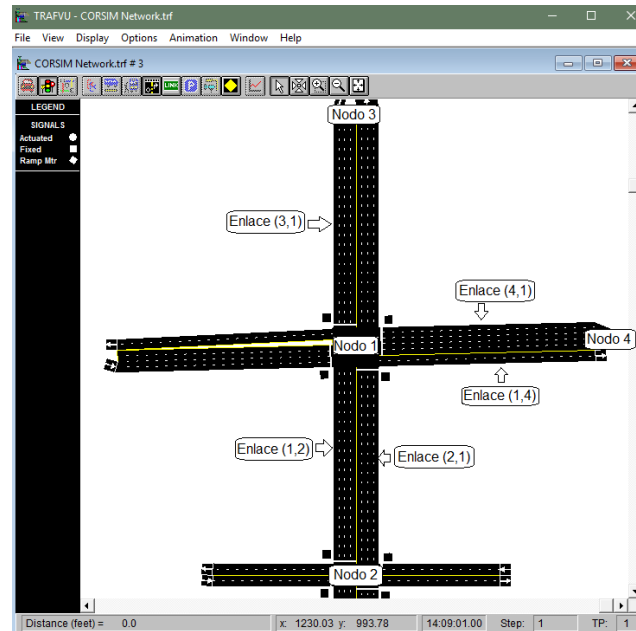 TRAFVU - CORSIM Network.trf
File View Display Options Animation Window Help
CORSIM Network.trf # 3
LEGEND
SIGNALS
Actuated
Fixed
Ramp Mtr
Nodo 3
Enlace (3,1)
Enlace (4,1)
Nodo 1
Nodo 4
Enlace (1,4)
Enlace (1,2)
Enlace (2,1)
Nodo 2
Distance (feet) = 0.0 x: 1230.03 y: 993.78 14:09:01.00 Step: 1 TP: 1